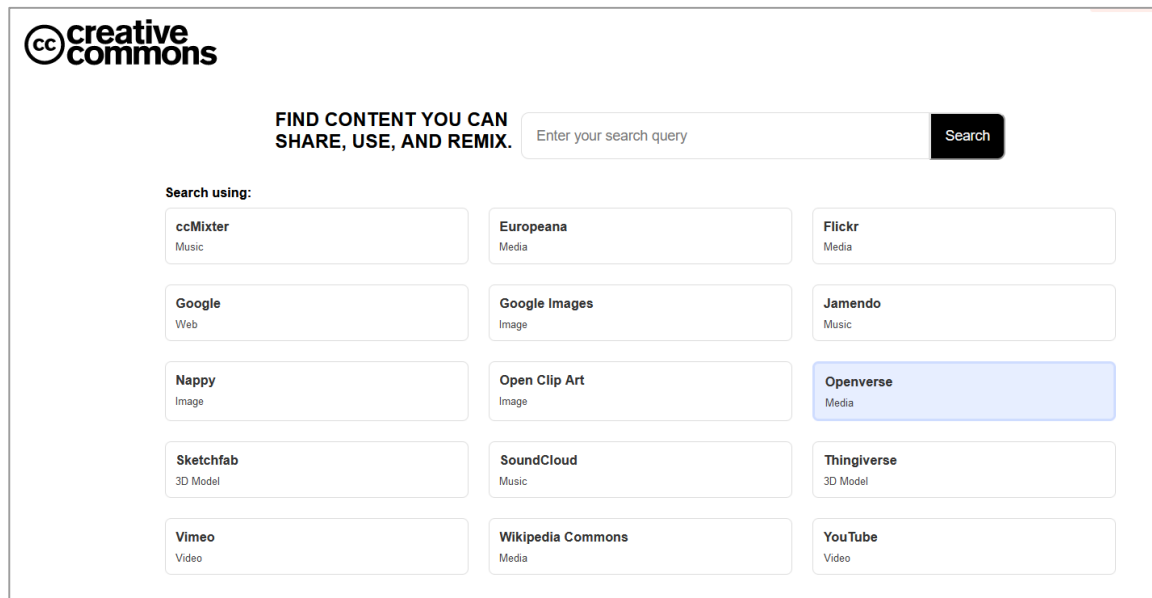 cc creative
commons
FIND CONTENT YOU CAN
SHARE, USE, AND REMIX.
Enter your search query
Search
Search using:
ccMixter
Music
Europeana
Media
Flickr
Media
Google
Web
Google Images
Image
Jamendo
Music
Nappy
Image
Open Clip Art
Image
Openverse
Media
Sketchfab
3D Model
SoundCloud
Music
Thingiverse
3D Model
Vimeo
Video
Wikipedia Commons
Media
YouTube
Video